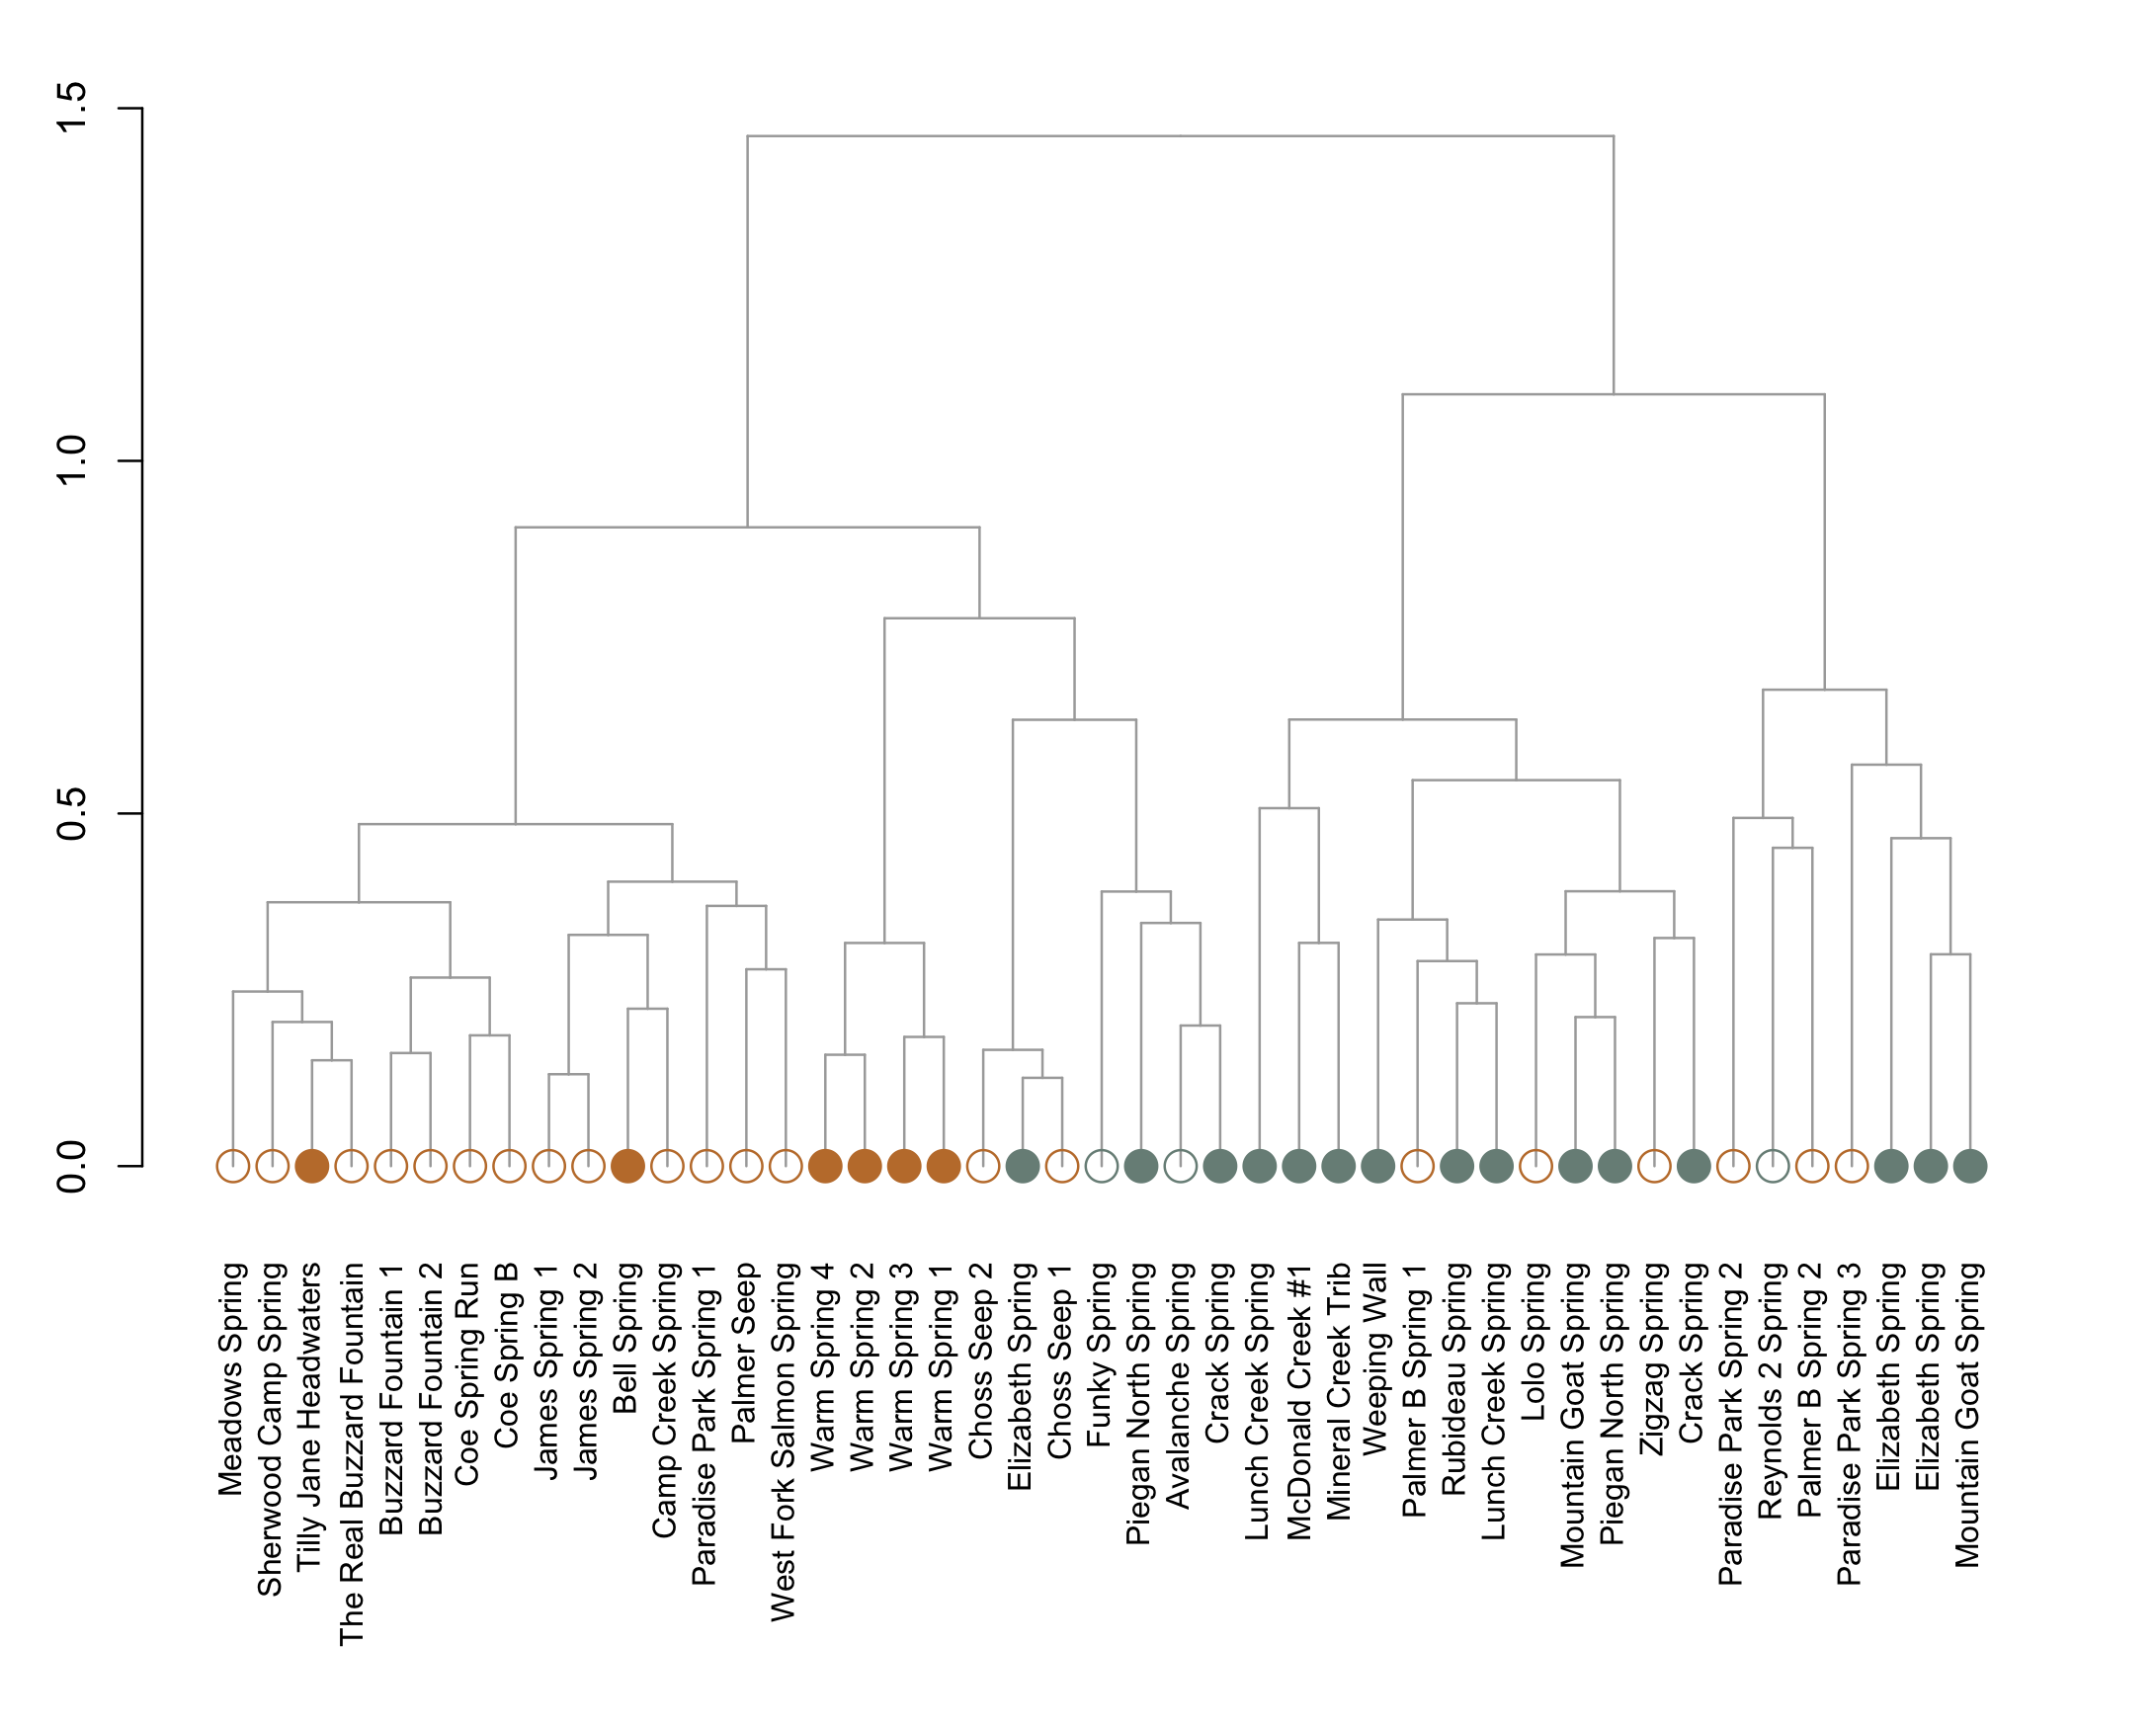 1.5
1.0
0.5
0.0
Meadows Spring
Sherwood Camp Spring
Tilly Jane Headwaters
The Real Buzzard Fountain
Buzzard Fountain 1
Buzzard Fountain 2
Coe Spring Run
Coe Spring B
James Spring 1
James Spring 2
Bell Spring
Camp Creek Spring
Paradise Park Spring 1
Palmer Seep
West Fork Salmon Spring
Warm Spring 4
Warm Spring 2
Warm Spring 3
Warm Spring 1
Choss Seep 2
Elizabeth Spring
Choss Seep 1
Funky Spring
Piegan North Spring
Avalanche Spring
Crack Spring
Lunch Creek Spring
McDonald Creek #1
Mineral Creek Trib
Weeping Wall
Palmer B Spring 1
Rubideau Spring
Lunch Creek Spring
Lolo Spring
Mountain Goat Spring
Piegan North Spring
Zigzag Spring
Crack Spring
Paradise Park Spring 2
Reynolds 2 Spring
Palmer B Spring 2
Paradise Park Spring 3
Elizabeth Spring
Elizabeth Spring
Mountain Goat Spring